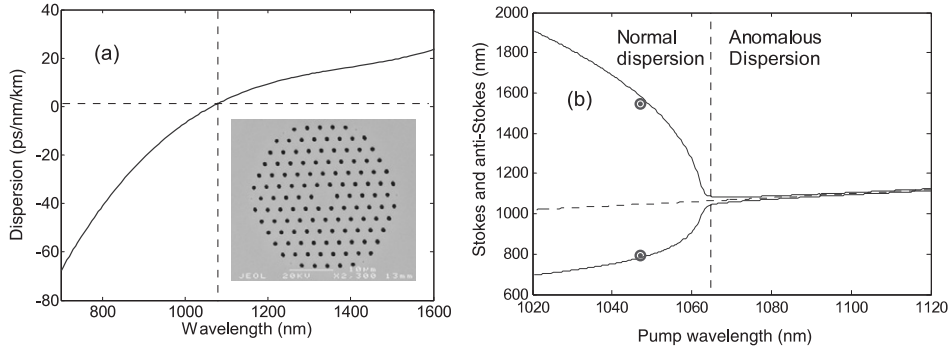 (a)
Dispersion (ps/nm/km)
40
20
0
-20
-40
-60
-80
800
1000
1200
1400
1600
Wavelength (nm)
JEOL 20KV X2,300 10μm 13mm
(b)
Normal dispersion
Anomalous Dispersion
Stokes and anti-Stokes (nm)
2000
1800
1600
1400
1200
1000
800
600
1020
1040
1060
1080
1100
1120
Pump wavelength (nm)